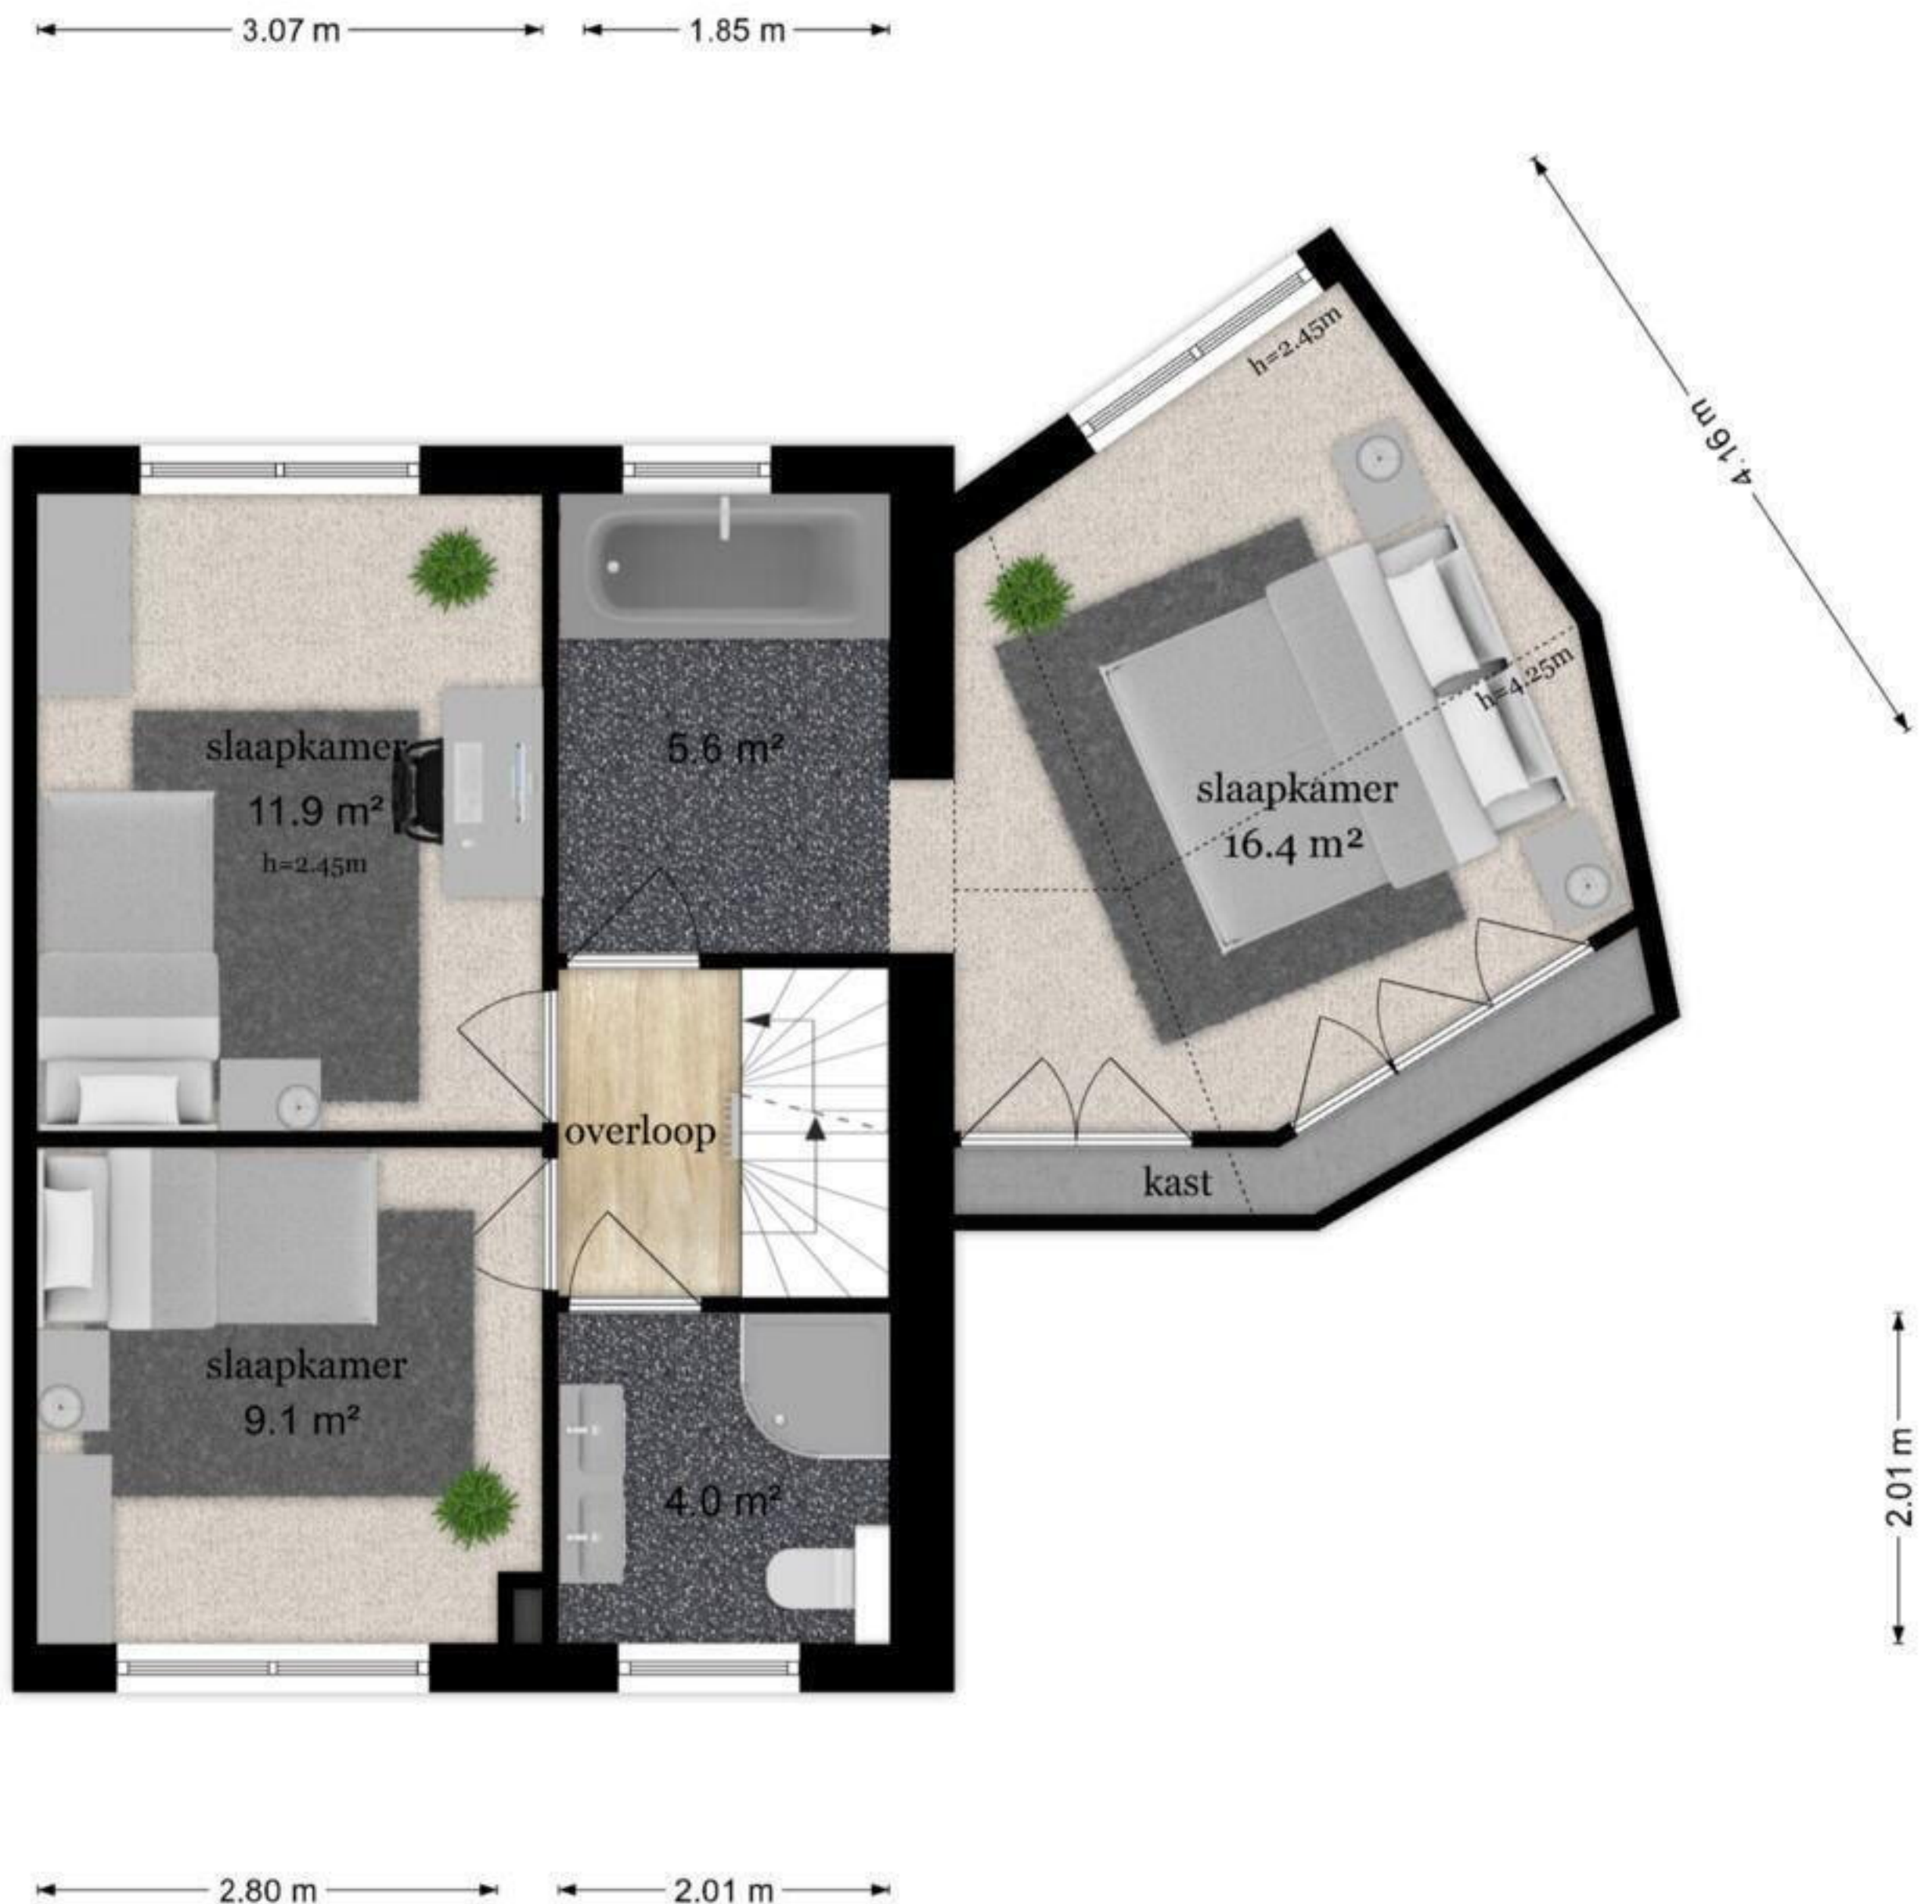 3.07 m
1.85 m
4.16 m
h=2.45m
h=4.25m
slaapkamer
11.9 m²
h=2.45m
5.6 m²
slaapkamer
16.4 m²
overloop
kast
slaapkamer
9.1 m²
4.0 m²
2.01 m
2.80 m
2.01 m